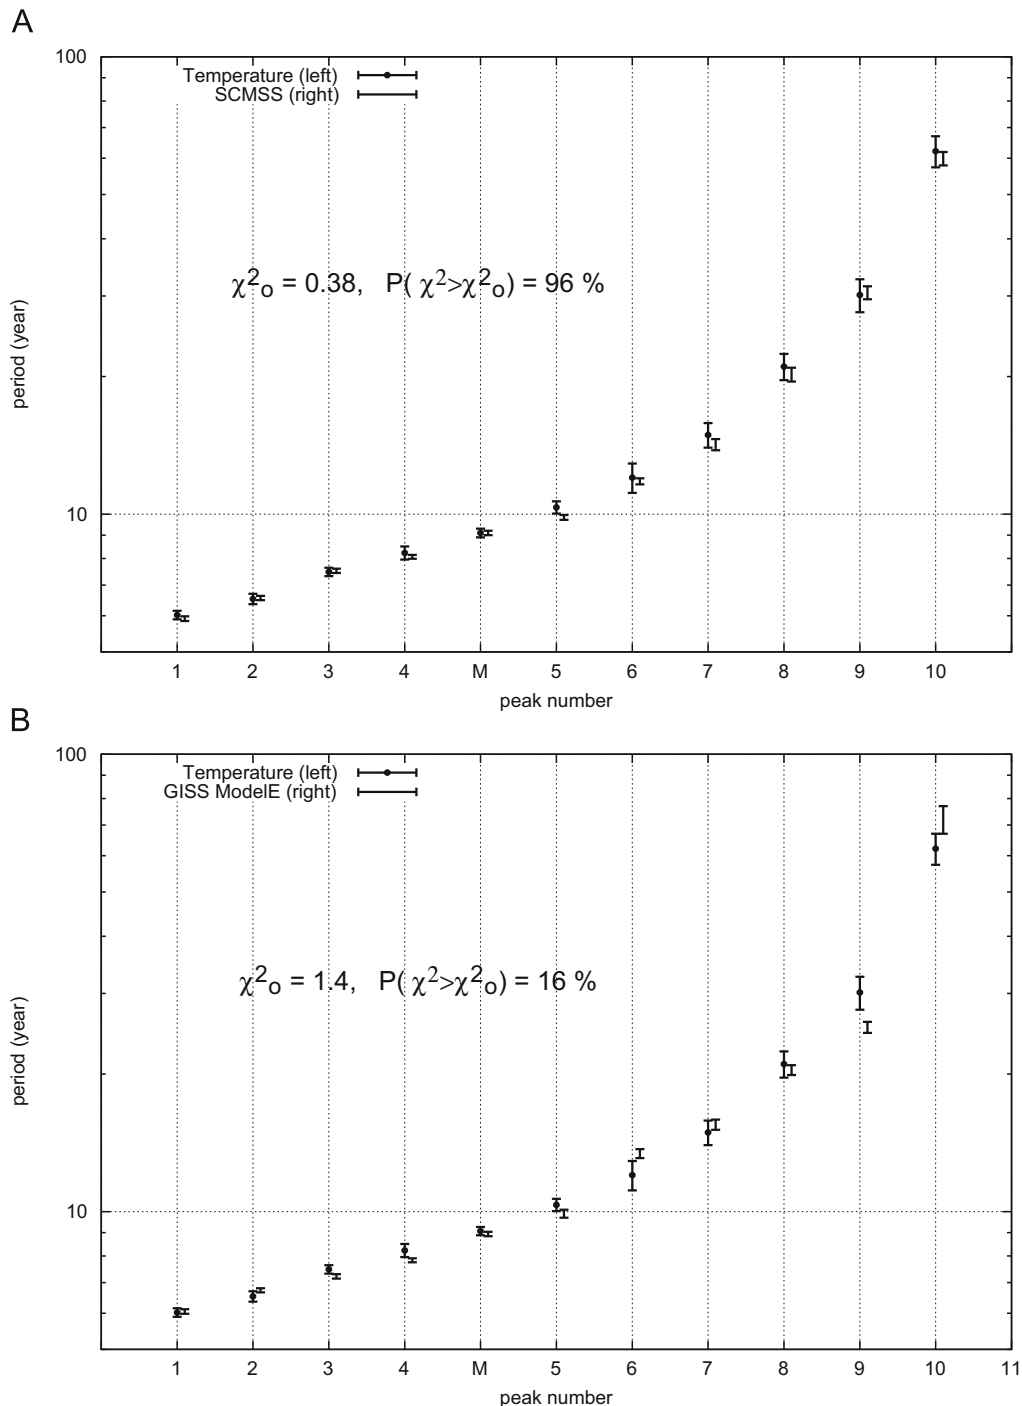 A
100
Temperature (left)
SCMSS (right)
χ²o = 0.38, P( χ²>χ²o) = 96 %
period (year)
10
1 2 3 4 M 5 6 7 8 9 10
peak number
B
100
Temperature (left)
GISS ModelE (right)
χ²o = 1.4, P( χ²>χ²o) = 16 %
period (year)
10
1 2 3 4 M 5 6 7 8 9 10 11
peak number